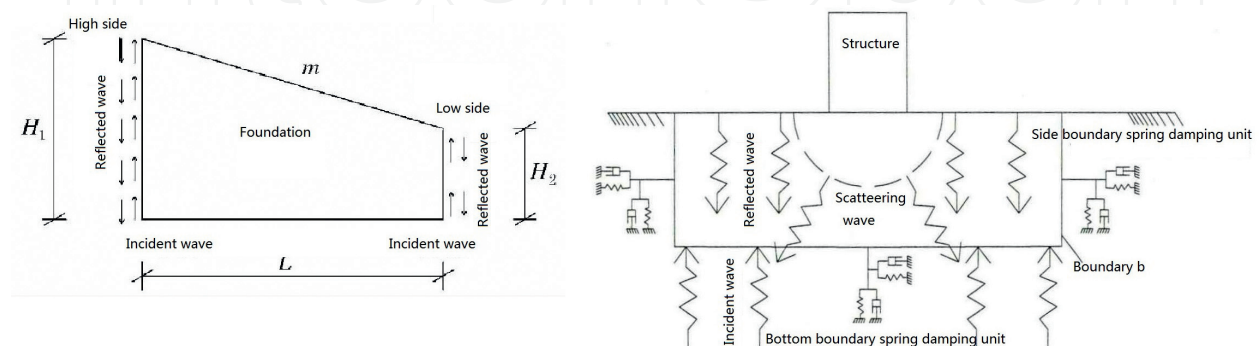 High side
m
Low side
H1
Reflected wave
Foundation
Reflected wave
H2
Incident wave
Incident wave
L
Structure
Side boundary spring damping unit
Reflected wave
Scatteering
wave
Boundary b
Incident wave
Bottom boundary spring damping unit